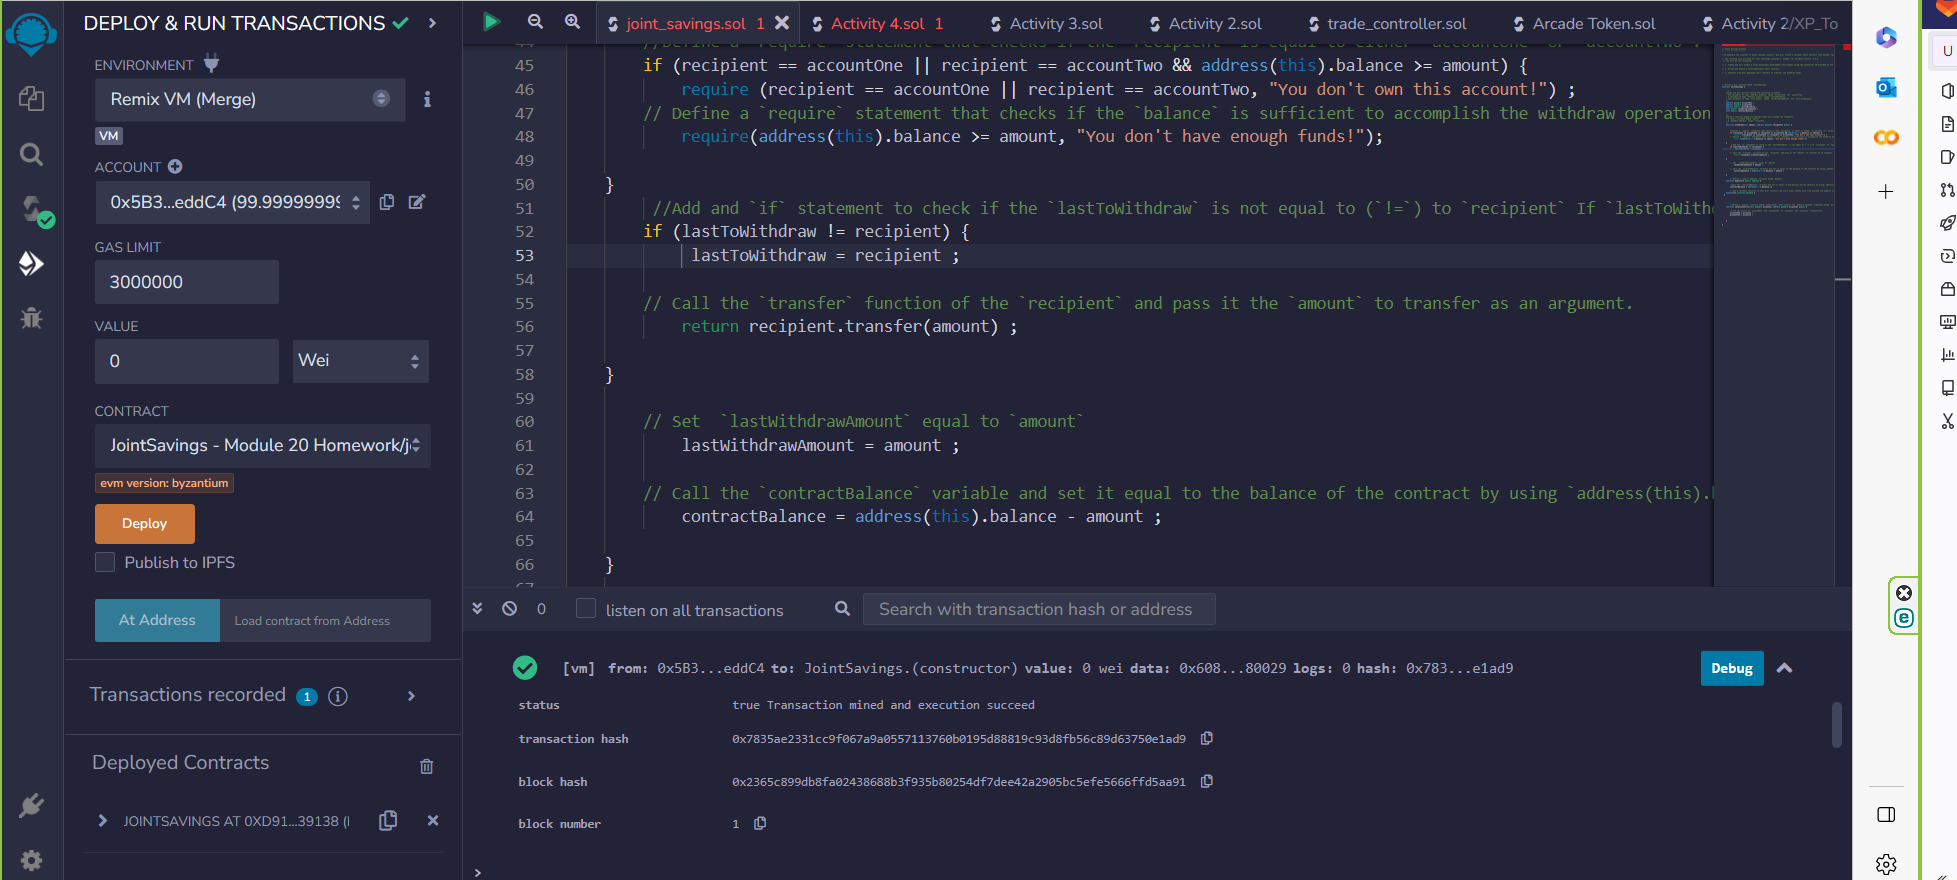 DEPLOY & RUN TRANSACTIONS
ENVIRONMENT
Remix VM (Merge)
VM
ACCOUNT
0x5B3...eddC4 (99.99999999
GAS LIMIT
3000000
VALUE
0
Wei
CONTRACT
JointSavings - Module 20 Homework/j
evm version: byzantium
Deploy
Publish to IPFS
At Address
Load contract from Address
Transactions recorded 1
Deployed Contracts
JOINTSAVINGS AT 0XD91...39138 (
joint_savings.sol 1
Activity 4.sol 1
Activity 3.sol
Activity 2.sol
trade_controller.sol
Arcade Token.sol
Activity 2/XP_To
44 //Define a `require` statement that checks if the `recipient` is equal to either `accountOne` or `accountTwo`.
45 if (recipient == accountOne || recipient == accountTwo && address(this).balance >= amount) {
46 require (recipient == accountOne || recipient == accountTwo, "You don't own this account!") ;
47 // Define a `require` statement that checks if the `balance` is sufficient to accomplish the withdraw operation
48 require(address(this).balance >= amount, "You don't have enough funds!");
49
50 }
51 //Add and `if` statement to check if the `lastToWithdraw` is not equal to (`!=`) to `recipient` If `lastToWith
52 if (lastToWithdraw != recipient) {
53 lastToWithdraw = recipient ;
54
55 // Call the `transfer` function of the `recipient` and pass it the `amount` to transfer as an argument.
56 return recipient.transfer(amount) ;
57
58 }
59
60 // Set  `lastWithdrawAmount` equal to `amount`
61 lastWithdrawAmount = amount ;
62
63 // Call the `contractBalance` variable and set it equal to the balance of the contract by using `address(this).
64 contractBalance = address(this).balance - amount ;
65
66 }
67
0
listen on all transactions
Search with transaction hash or address
[vm] from: 0x5B3...eddC4 to: JointSavings.(constructor) value: 0 wei data: 0x608...80029 logs: 0 hash: 0x783...e1ad9
Debug
status true Transaction mined and execution succeed
transaction hash 0x7835ae2331cc9f067a9a0557113760b0195d88819c93d8fb56c89d63750e1ad9
block hash 0x2365c899db8fa02438688b3f935b80254df7dee42a2905bc5efe5666ffd5aa91
block number 1
>
U